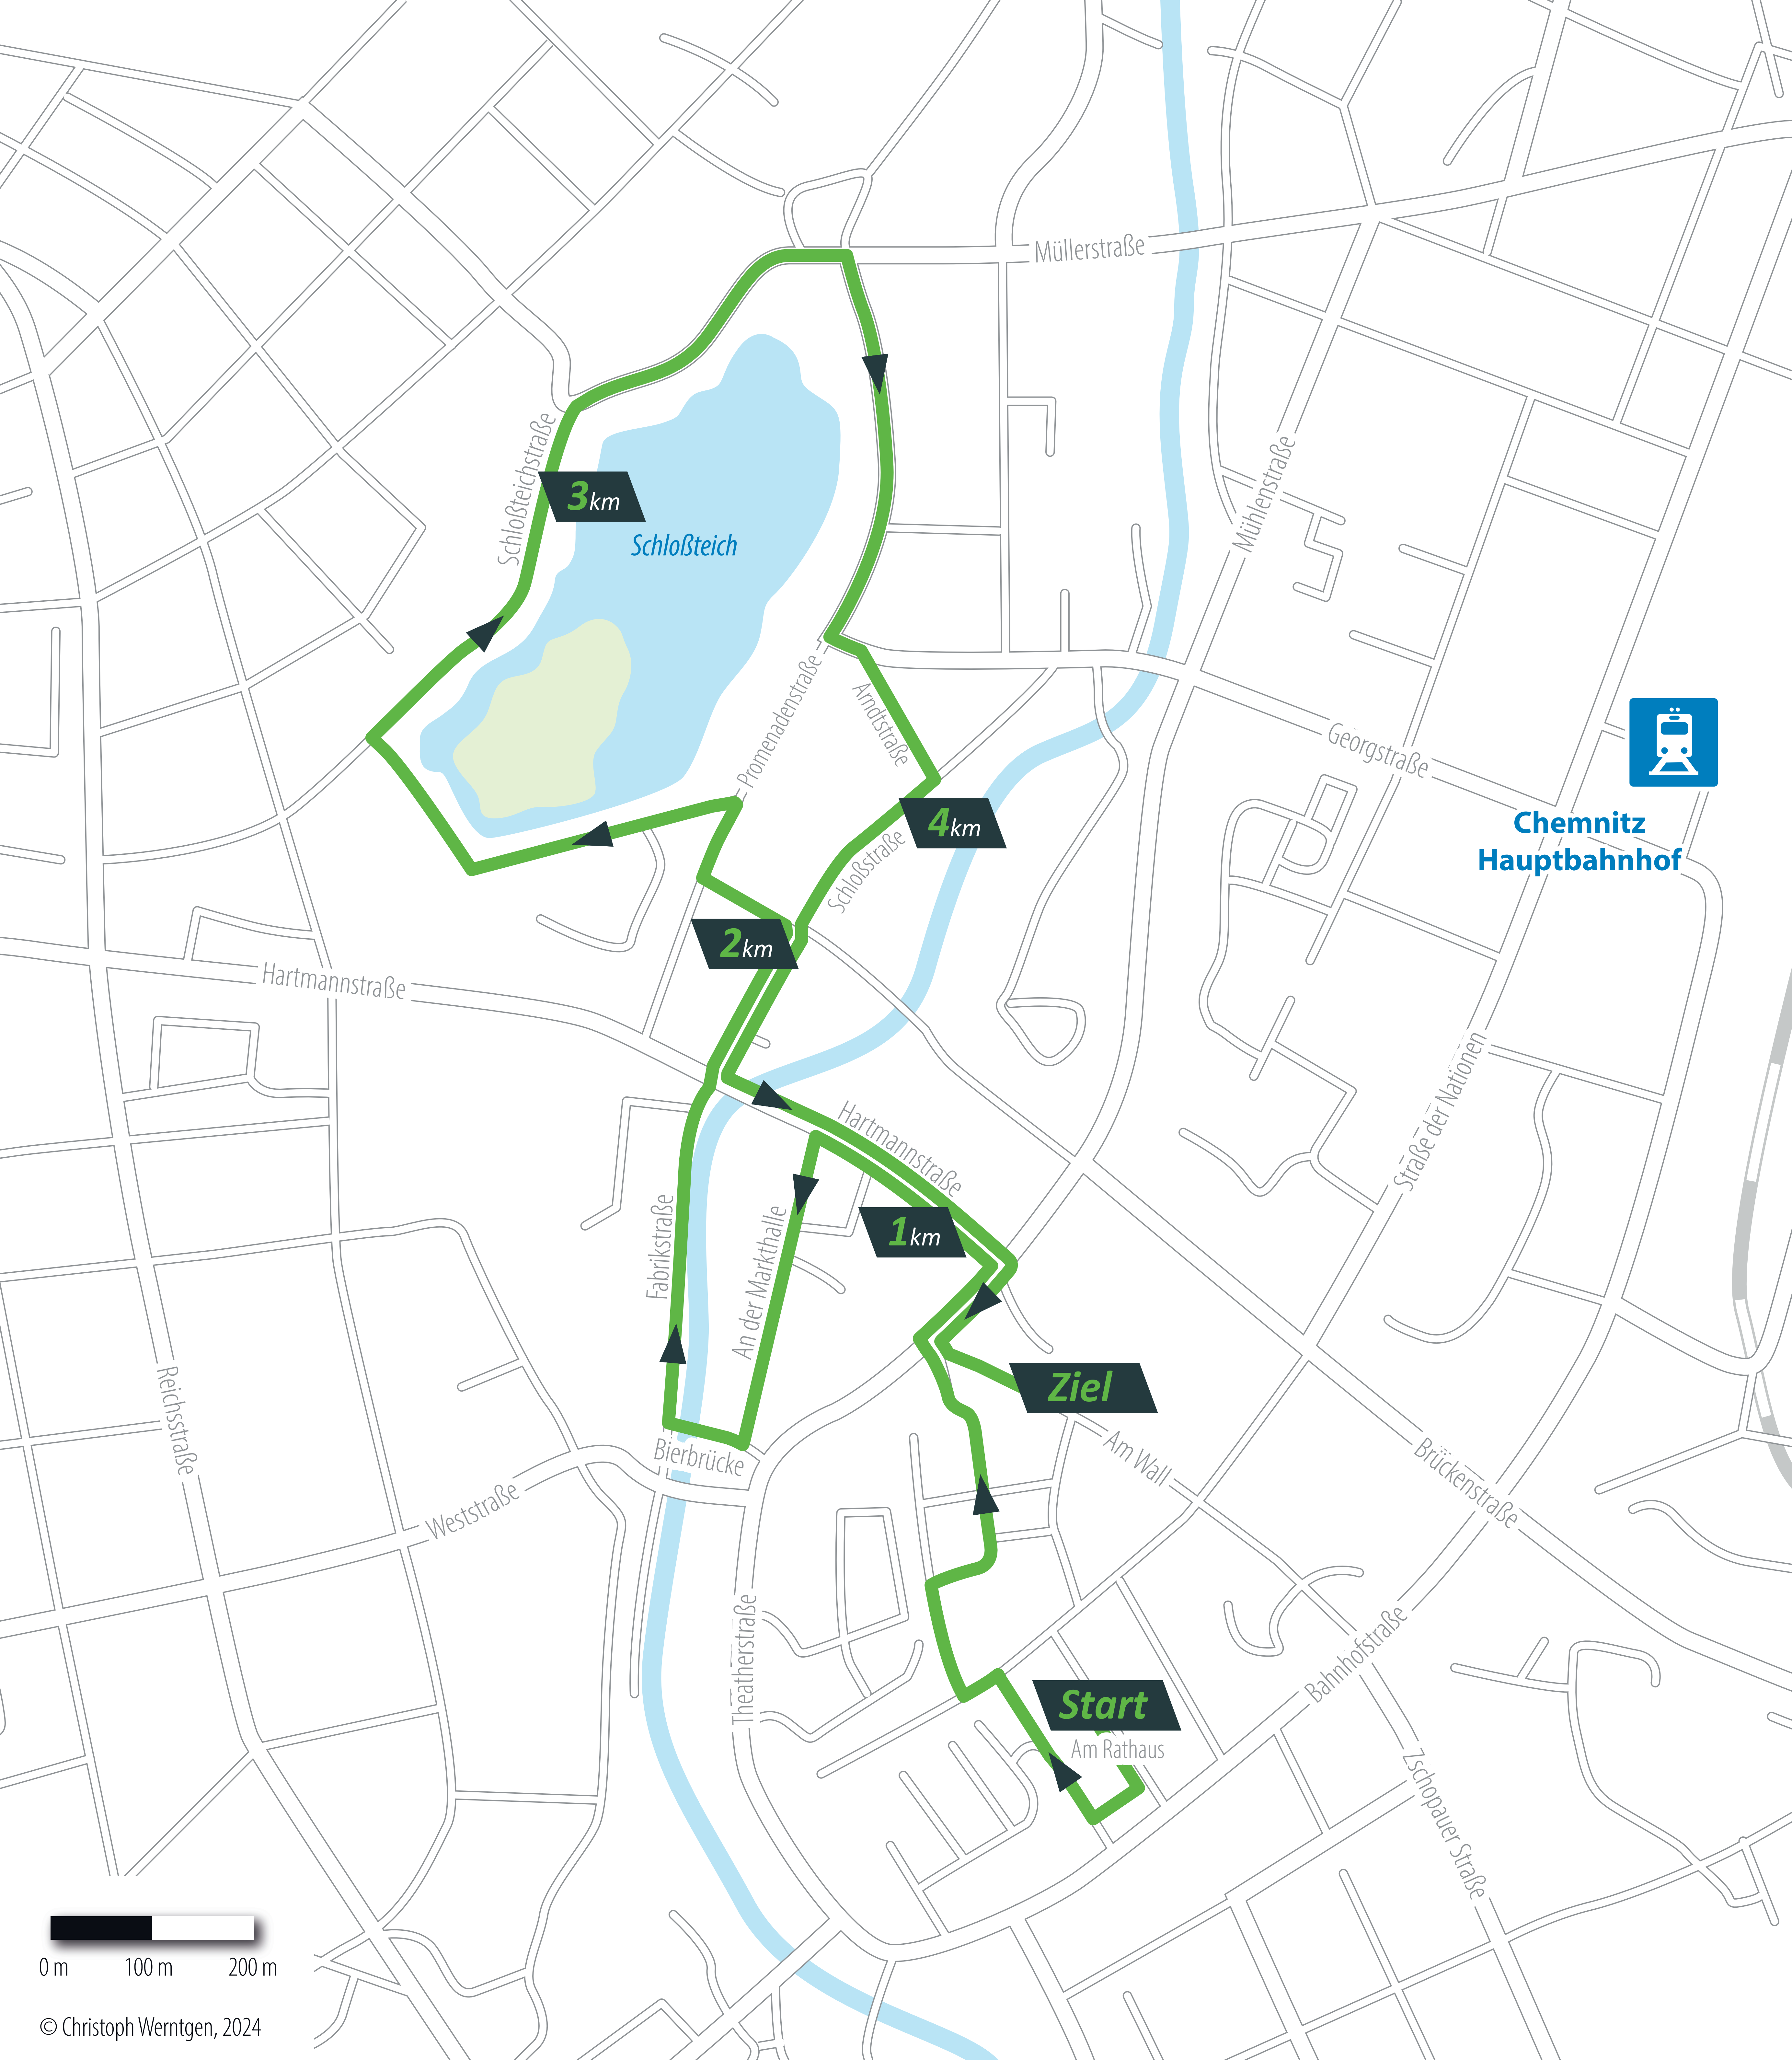 Müllerstraße
Schloßteichstraße
3km
Schloßteich
Mühlenstraße
Promenadenstraße
Arndtstraße
Georgstraße
Chemnitz
Hauptbahnhof
4km
Schloßstraße
2km
Hartmannstraße
Hartmannstraße
Straße der Nationen
Fabrikstraße
An der Markthalle
1km
Ziel
Reichsstraße
Bierbrücke
Am Wall
Brückenstraße
Weststraße
Theatherstraße
Bahnhofstraße
Start
Am Rathaus
Zschopauer Straße
0 m 100 m 200 m
© Christoph Werntgen, 2024